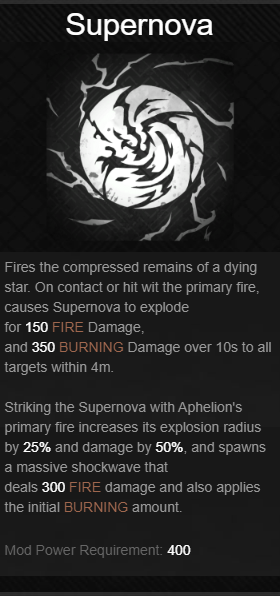 Supernova
Fires the compressed remains of a dying
star. On contact or hit wit the primary fire,
causes Supernova to explode
for 150 FIRE Damage,
and 350 BURNING Damage over 10s to all
targets within 4m.
Striking the Supernova with Aphelion's
primary fire increases its explosion radius
by 25% and damage by 50%, and spawns
a massive shockwave that
deals 300 FIRE damage and also applies
the initial BURNING amount.
Mod Power Requirement: 400